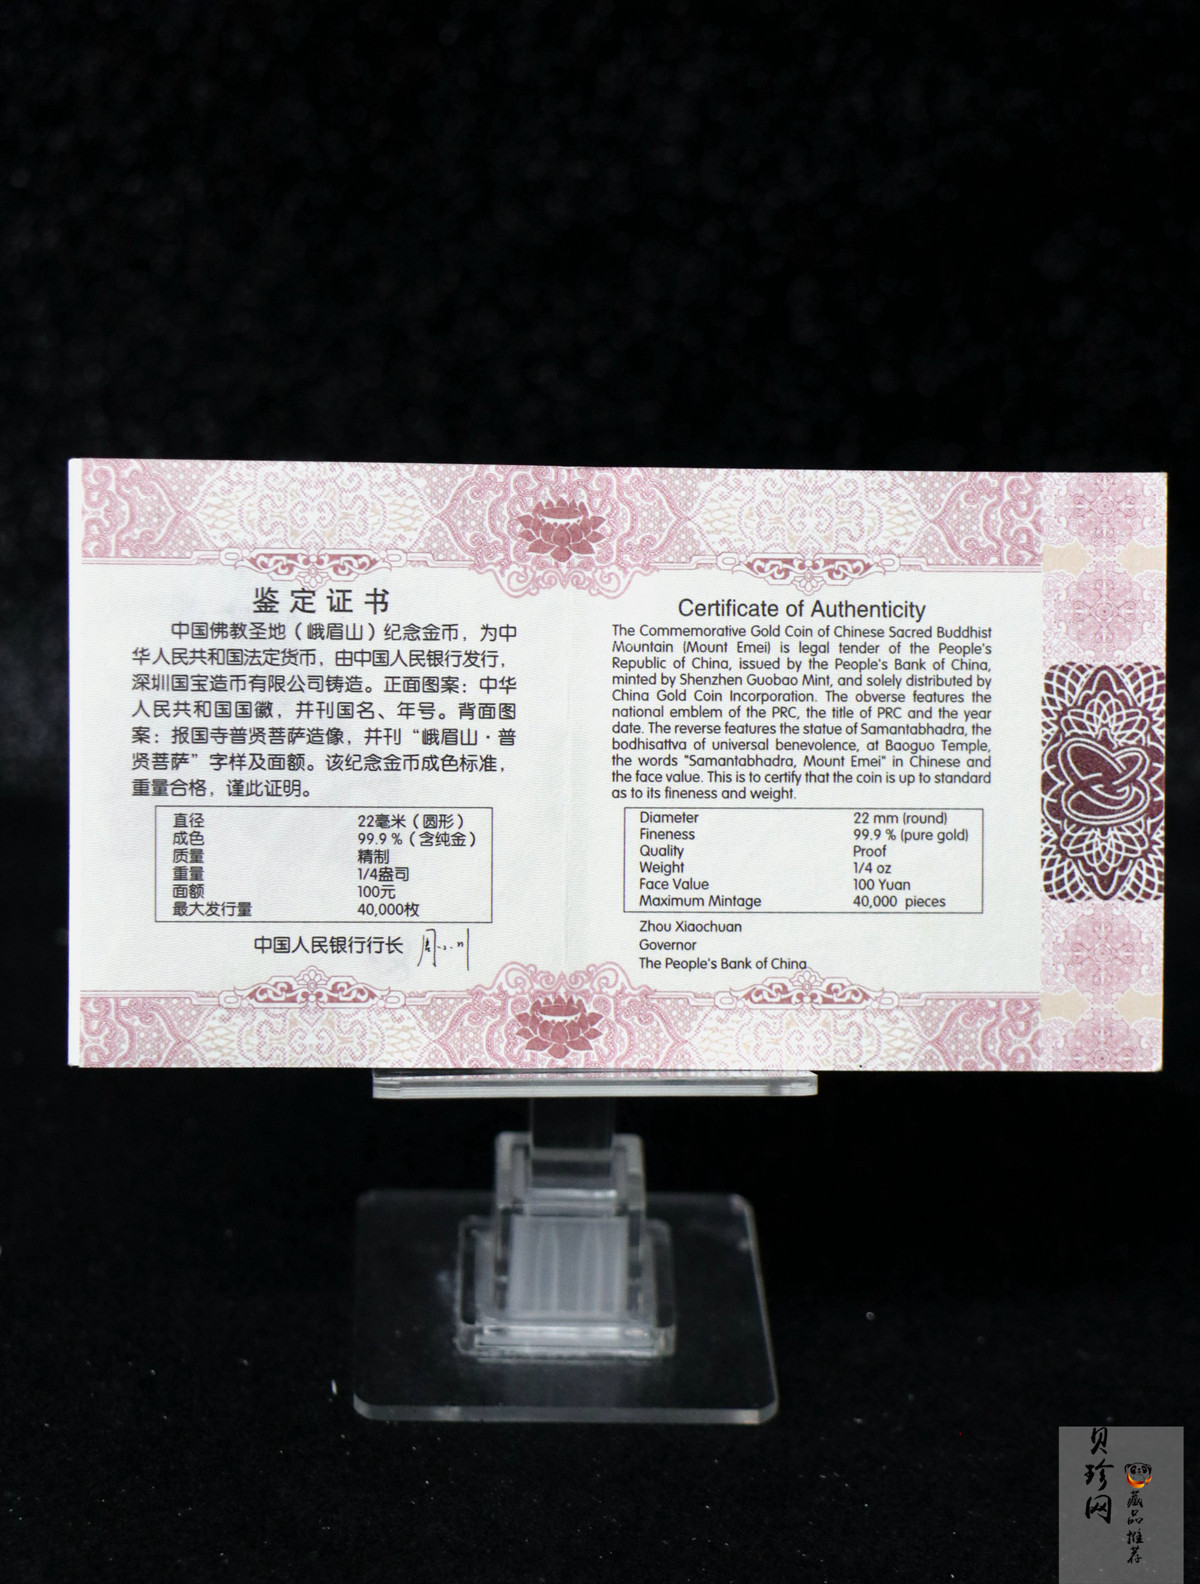 鉴定证书
中国佛教圣地（峨眉山）纪念金币，为中
华人民共和国法定货币，由中国人民银行发行，
深圳国宝造币有限公司铸造。正面图案：中华
人民共和国国徽，并刊国名、年号。背面图
案：报国寺普贤菩萨造像，并刊“峨眉山·普
贤菩萨”字样及面额。该纪念金币成色标准，
重量合格，谨此证明。
直径 22毫米（圆形）
成色 99.9％（含纯金）
质量 精制
重量 1/4盎司
面额 100元
最大发行量 40,000枚
中国人民银行行长
Certificate of Authenticity
The Commemorative Gold Coin of Chinese Sacred Buddhist
Mountain (Mount Emei) is legal tender of the People's
Republic of China, issued by the People's Bank of China,
minted by Shenzhen Guobao Mint, and solely distributed by
China Gold Coin Incorporation. The obverse features the
national emblem of the PRC, the title of PRC and the year
date. The reverse features the statue of Samantabhadra, the
bodhisattva of universal benevolence, at Baoguo Temple,
the words "Samantabhadra, Mount Emei" in Chinese and
the face value. This is to certify that the coin is up to standard
as to its fineness and weight.
Diameter 22 mm (round)
Fineness 99.9 % (pure gold)
Quality Proof
Weight 1/4 oz
Face Value 100 Yuan
Maximum Mintage 40,000 pieces
Zhou Xiaochuan
Governor
The People's Bank of China
贝珍网
藏品推荐